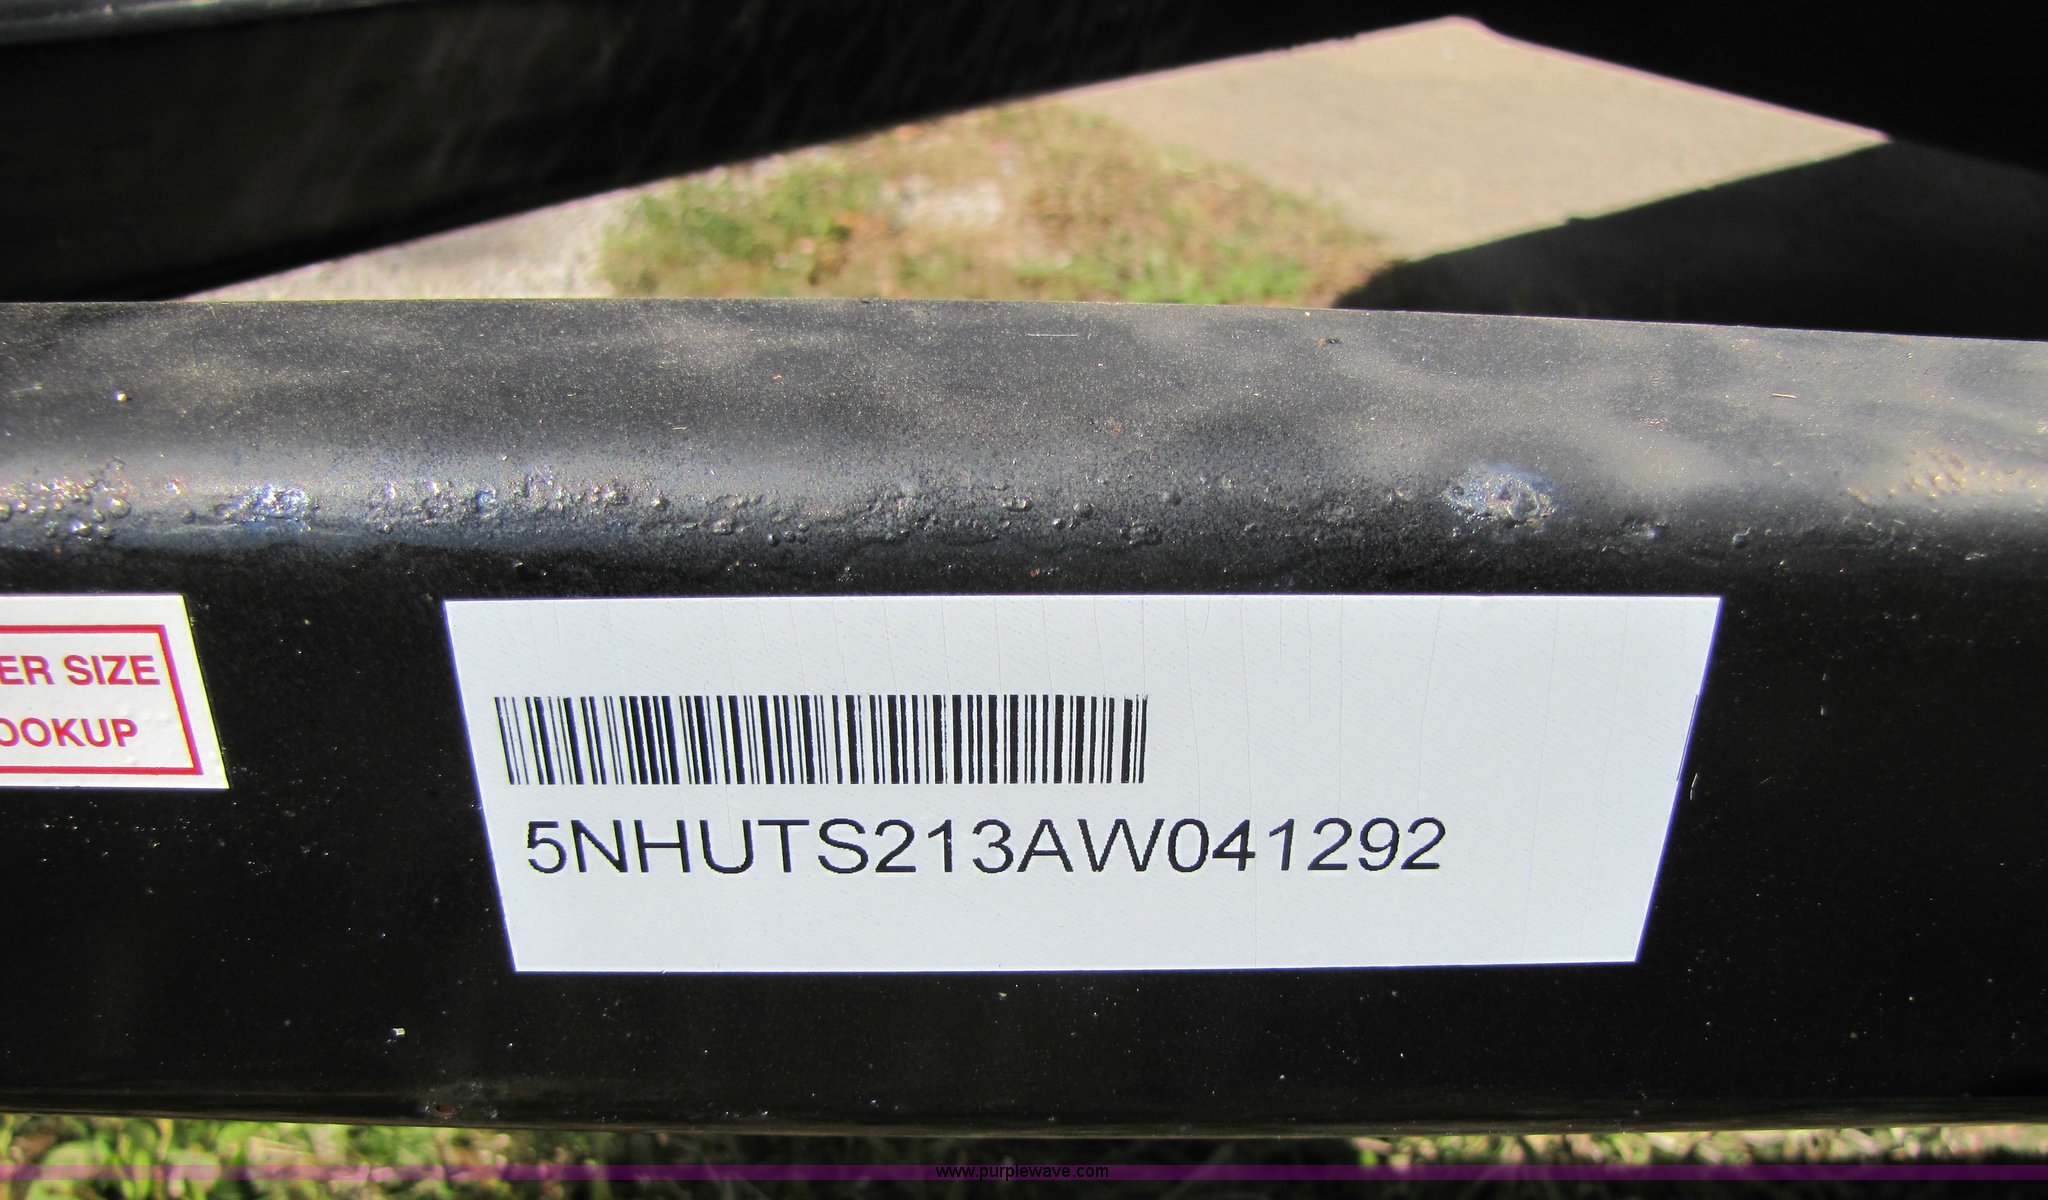 ER SIZE
OOKUP
5NHUTS213AW041292
www.purplewave.com